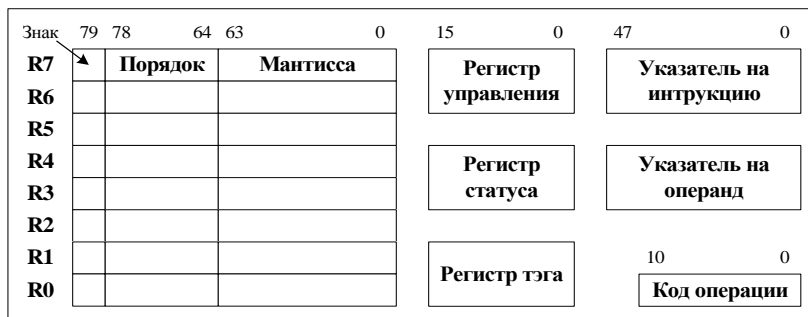 Знак 79 78 64 63 0 15 0 47 0
R7 Порядок Мантисса
R6
R5
R4
R3
R2
R1
R0
Регистр
управления
Указатель на
интрукцию
Регистр
статуса
Указатель на
операнд
Регистр тэга
10 0
Код операции